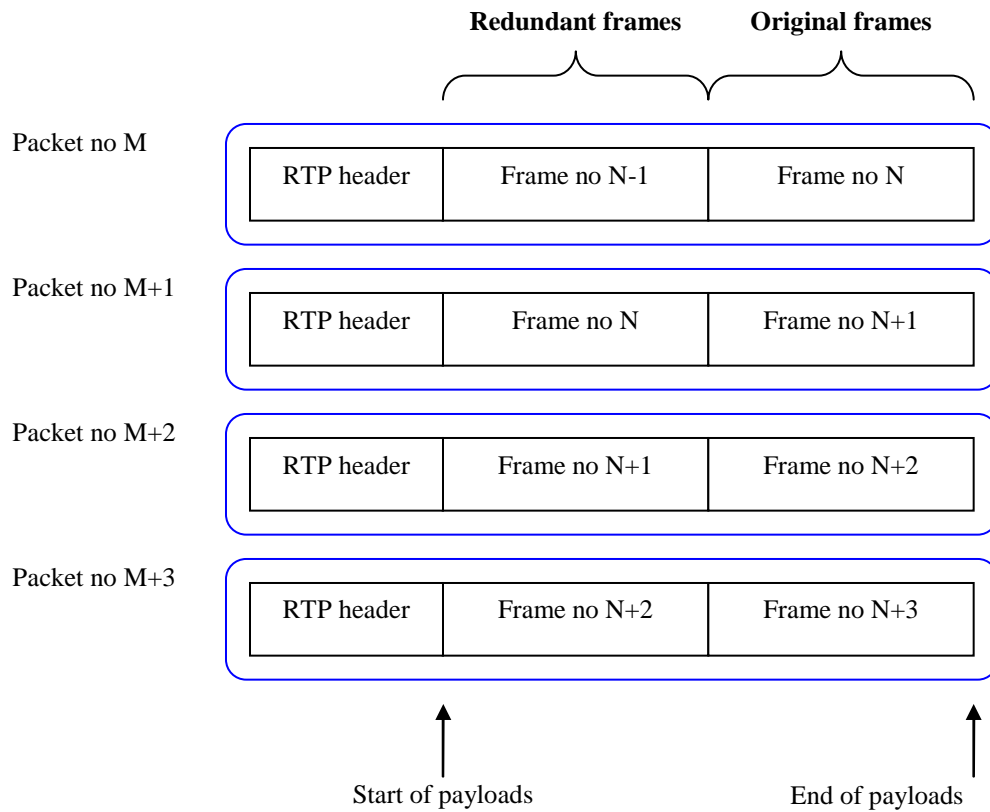 Redundant frames Original frames
Packet no M
RTP header Frame no N-1 Frame no N
Packet no M+1
RTP header Frame no N Frame no N+1
Packet no M+2
RTP header Frame no N+1 Frame no N+2
Packet no M+3
RTP header Frame no N+2 Frame no N+3
Start of payloads End of payloads